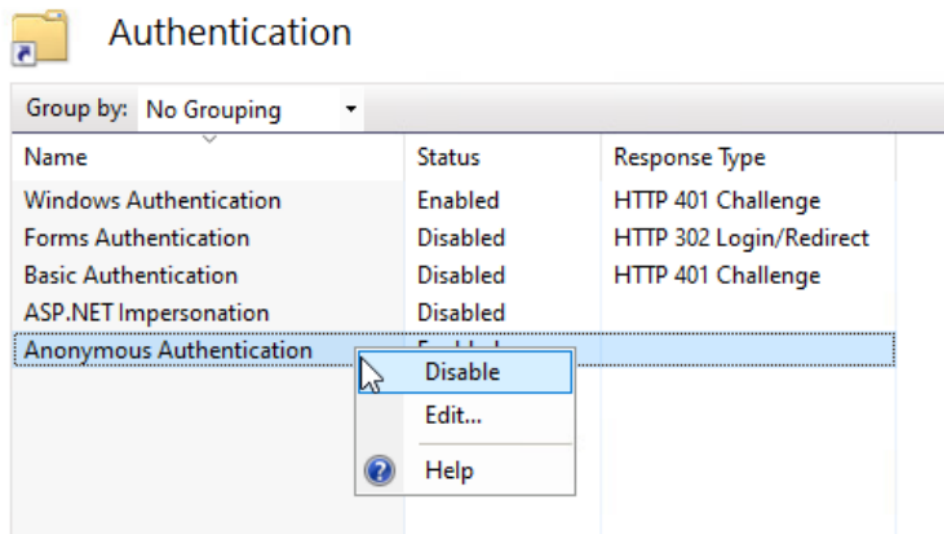 Authentication
Group by: No Grouping
Name Status Response Type
Windows Authentication Enabled HTTP 401 Challenge
Forms Authentication Disabled HTTP 302 Login/Redirect
Basic Authentication Disabled HTTP 401 Challenge
ASP.NET Impersonation Disabled
Anonymous Authentication
Disable
Edit...
Help